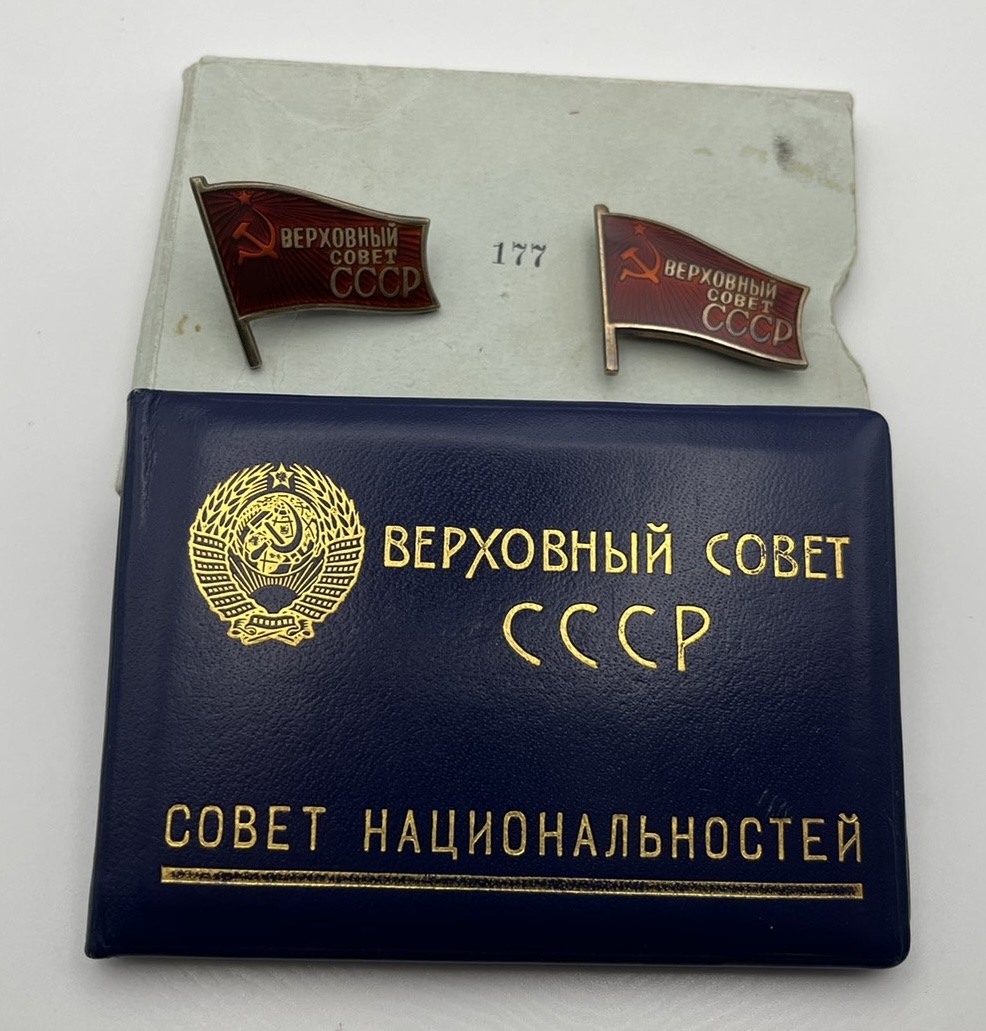 ВЕРХОВНЫЙ
СОВЕТ
СССР
177
ВЕРХОВНЫЙ
СОВЕТ
СССР
ВЕРХОВНЫЙ СОВЕТ
СССР
СОВЕТ НАЦИОНАЛЬНОСТЕЙ